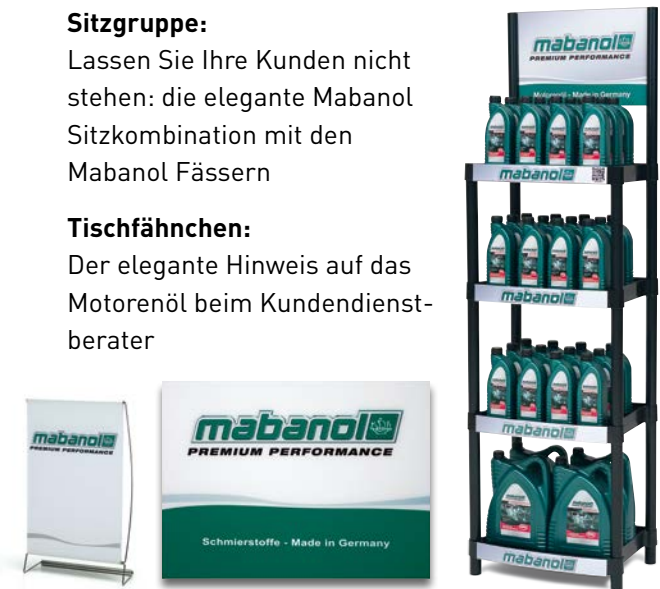 Sitzgruppe:
Lassen Sie Ihre Kunden nicht
stehen: die elegante Mabanol
Sitzkombination mit den
Mabanol Fässern
Tischfähnchen:
Der elegante Hinweis auf das
Motorenöl beim Kundendienst-
berater
mabanol
PREMIUM PERFORMANCE
Motorenöl - Made in Germany
mabanol
mabanol
mabanol
mabanol
mabanol
PREMIUM PERFORMANCE
mabanol
PREMIUM PERFORMANCE
Schmierstoffe - Made in Germany